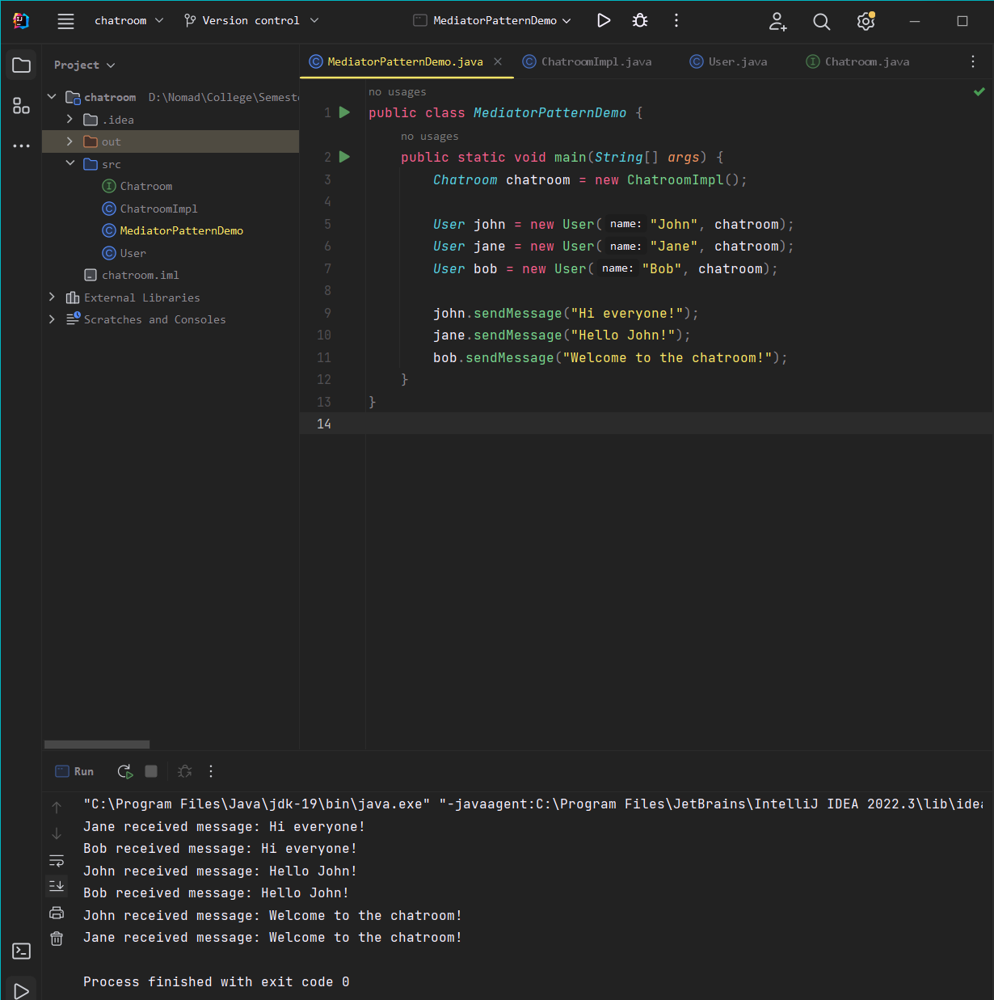 chatroom
Version control
MediatorPatternDemo
Project
MediatorPatternDemo.java
ChatroomImpl.java
User.java
Chatroom.java
chatroom D:\Nomad\College\Semest
.idea
out
src
Chatroom
ChatroomImpl
MediatorPatternDemo
User
chatroom.iml
External Libraries
Scratches and Consoles
no usages
1 public class MediatorPatternDemo {
no usages
2 public static void main(String[] args) {
3 Chatroom chatroom = new ChatroomImpl();
4
5 User john = new User( name: "John", chatroom);
6 User jane = new User( name: "Jane", chatroom);
7 User bob = new User( name: "Bob", chatroom);
8
9 john.sendMessage("Hi everyone!");
10 jane.sendMessage("Hello John!");
11 bob.sendMessage("Welcome to the chatroom!");
12 }
13 }
14
Run
"C:\Program Files\Java\jdk-19\bin\java.exe" "-javaagent:C:\Program Files\JetBrains\IntelliJ IDEA 2022.3\lib\idea
Jane received message: Hi everyone!
Bob received message: Hi everyone!
John received message: Hello John!
Bob received message: Hello John!
John received message: Welcome to the chatroom!
Jane received message: Welcome to the chatroom!
Process finished with exit code 0